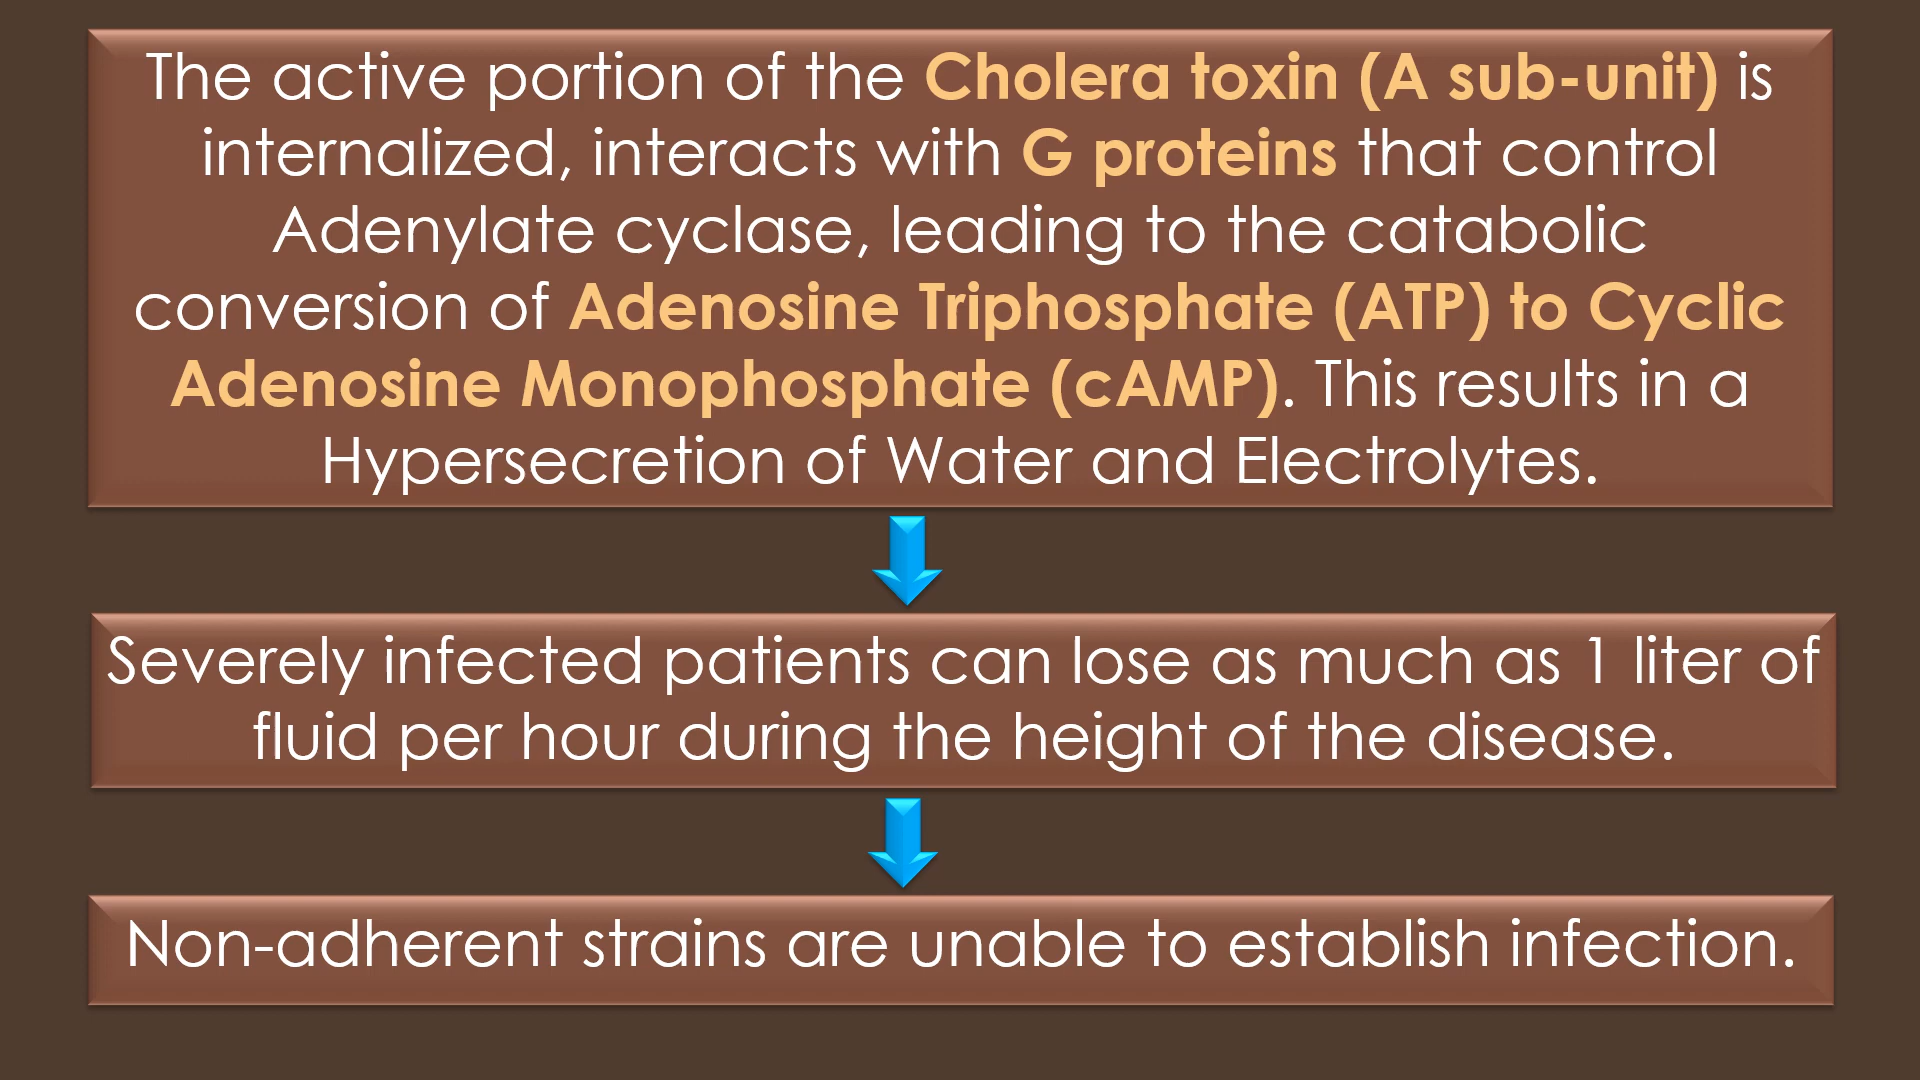 The active portion of the Cholera toxin (A sub-unit) is
internalized, interacts with G proteins that control
Adenylate cyclase, leading to the catabolic
conversion of Adenosine Triphosphate (ATP) to Cyclic
Adenosine Monophosphate (cAMP). This results in a
Hypersecretion of Water and Electrolytes.
Severely infected patients can lose as much as 1 liter of
fluid per hour during the height of the disease.
Non-adherent strains are unable to establish infection.